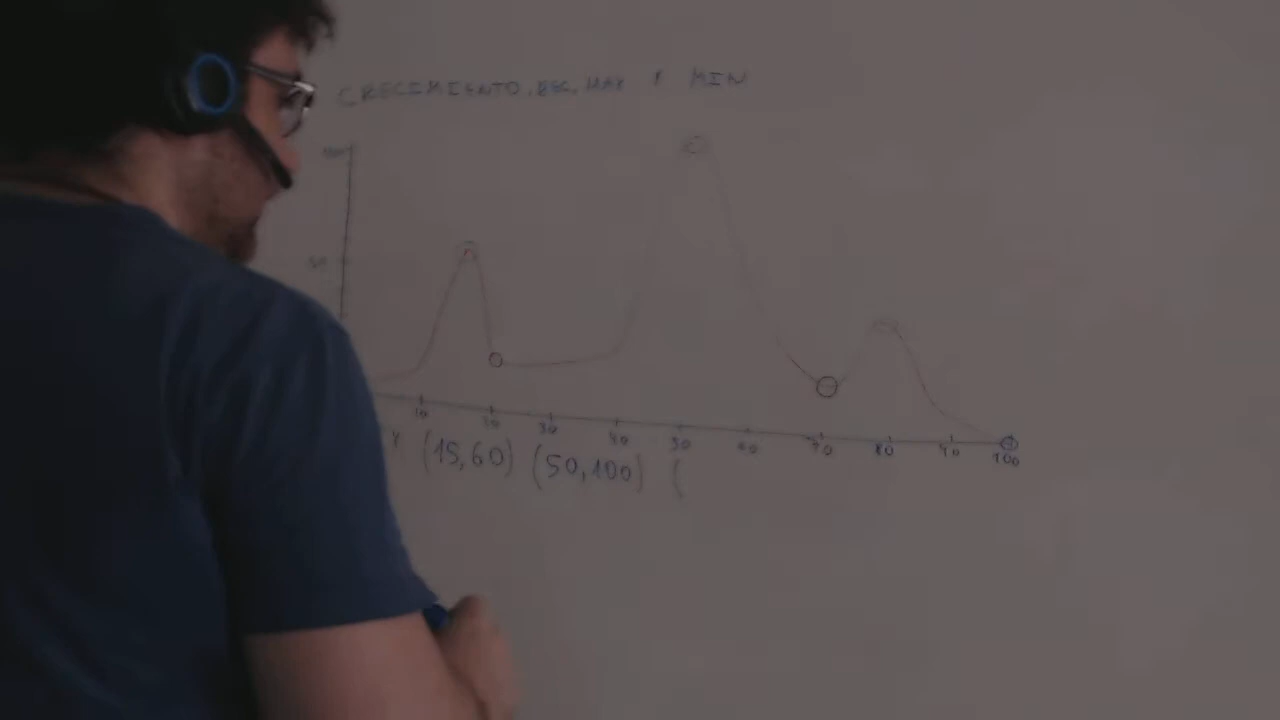 CRECIMIENTO, DEC, MAX Y MIN
100
50
10 20 30 40 50 60 70 80 90 100
Y (15,60) (50,100) (